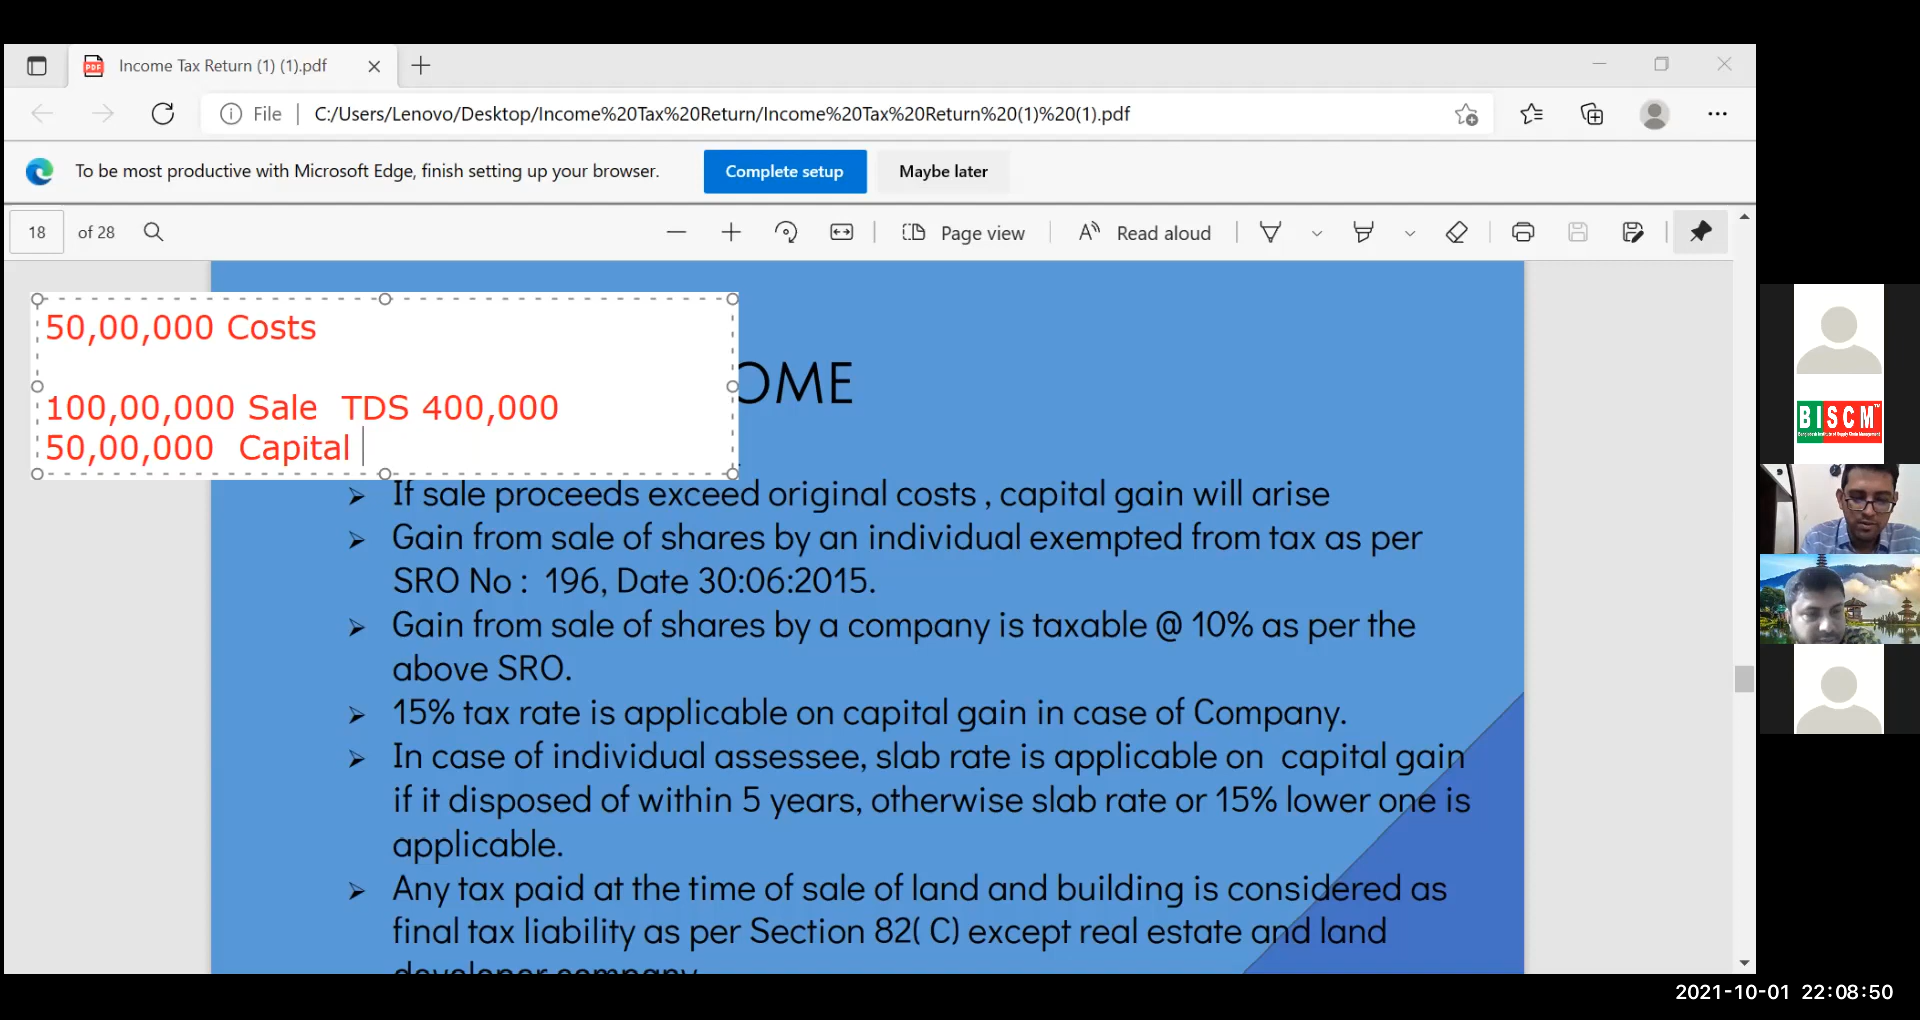 Income Tax Return (1) (1).pdf
File
C:/Users/Lenovo/Desktop/Income%20Tax%20Return/Income%20Tax%20Return%20(1)%20(1).pdf
To be most productive with Microsoft Edge, finish setting up your browser.
Complete setup
Maybe later
18 of 28
Page view
Read aloud
50,00,000 Costs
100,00,000 Sale TDS 400,000
50,00,000 Capital
OME
If sale proceeds exceed original costs , capital gain will arise
Gain from sale of shares by an individual exempted from tax as per
SRO No : 196, Date 30:06:2015.
Gain from sale of shares by a company is taxable @ 10% as per the
above SRO.
15% tax rate is applicable on capital gain in case of Company.
In case of individual assessee, slab rate is applicable on capital gain
if it disposed of within 5 years, otherwise slab rate or 15% lower one is
applicable.
Any tax paid at the time of sale of land and building is considered as
final tax liability as per Section 82( C) except real estate and land
developer company
BISCM
2021-10-01 22:08:50